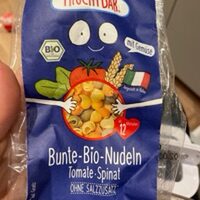 FRUCHTBAR
mit Gemüse
BIO
12
Bunte-Bio-Nudeln
Tomate·Spinat
OHNE SALZZUSATZ